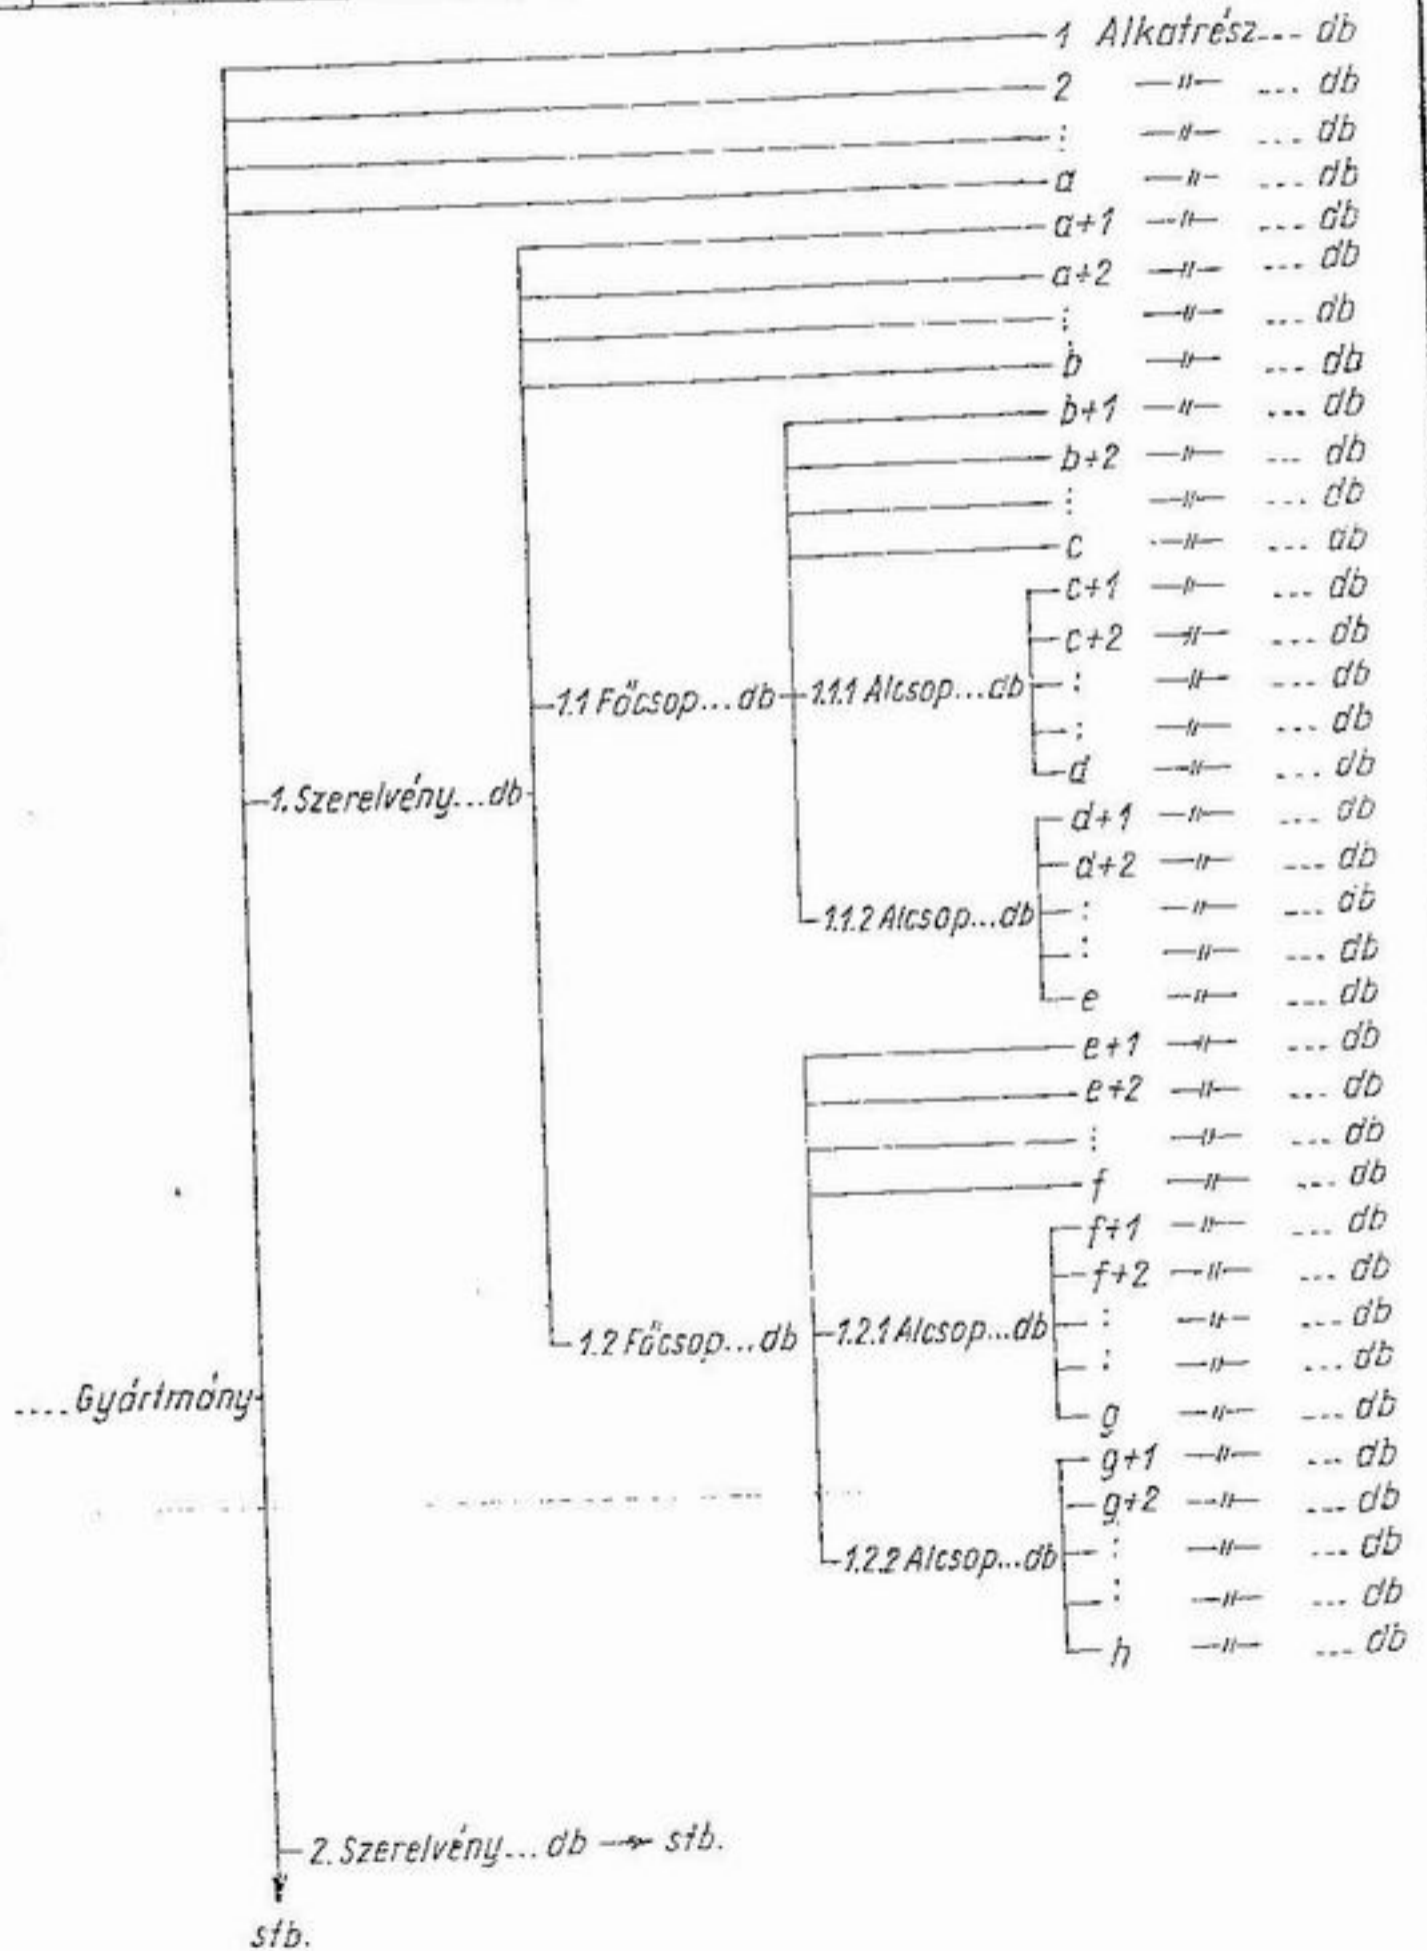 1 Alkatrész --- db
2 —〃— .... db
⋮ —〃— ... db
a —〃— ... db
a+1 —〃— ... db
a+2 —〃— ... db
⋮ —〃— ... db
b —〃— ... db
b+1 —〃— ... db
b+2 —〃— ... db
⋮ —〃— ... db
c —〃— ... db
c+1 —〃— ... db
c+2 —〃— ... db
1.1 Főcsop... db 1.1.1 Alcsop... db : —〃— ... db
: —〃— ... db
d —〃— ... db
1. Szerelvény... db
d+1 —〃— ... db
d+2 —〃— ... db
1.1.2 Alcsop... db : —〃— ... db
: —〃— ... db
e —〃— ... db
e+1 —〃— ... db
e+2 —〃— ... db
⋮ —〃— ... db
f —〃— ... db
f+1 —〃— ... db
f+2 —〃— ... db
1.2 Főcsop... db 1.2.1 Alcsop... db : —〃— ... db
: —〃— ... db
.... Gyártmány g —〃— ... db
g+1 —〃— ... db
g+2 —〃— ... db
1.2.2 Alcsop... db : —〃— ... db
: —〃— ... db
h —〃— ... db
2. Szerelvény... db → stb.
stb.